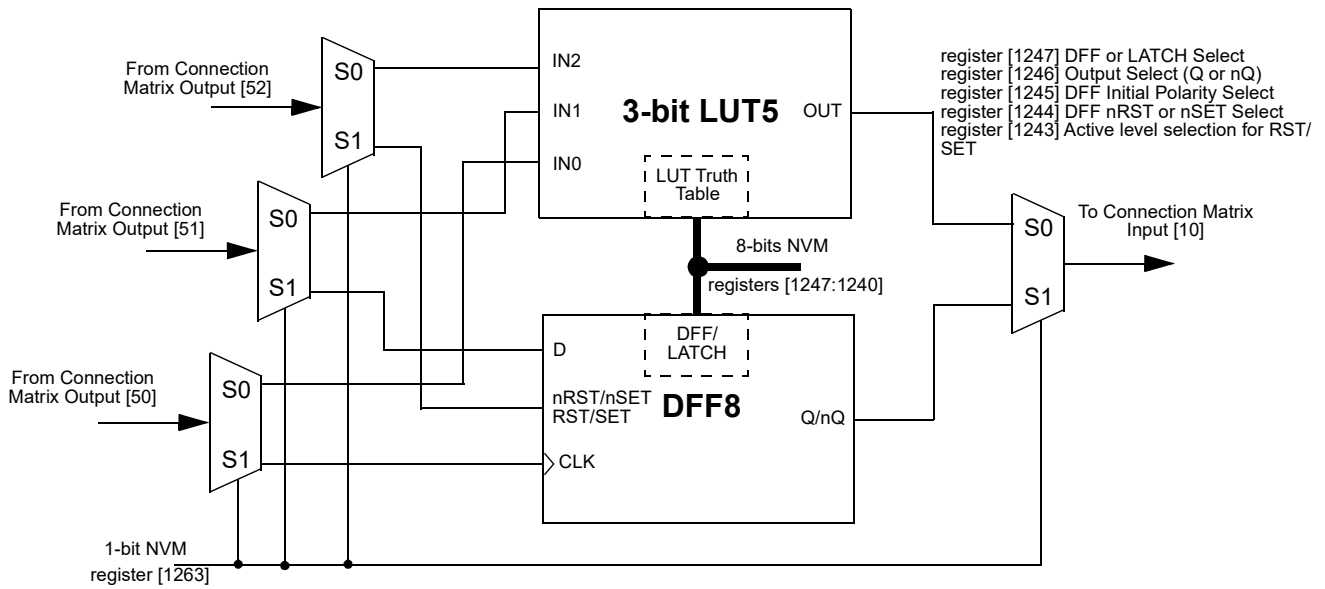 From Connection
Matrix Output [52]
S0
S1
IN2
IN1
IN0
3-bit LUT5
OUT
LUT Truth
Table
register [1247] DFF or LATCH Select
register [1246] Output Select (Q or nQ)
register [1245] DFF Initial Polarity Select
register [1244] DFF nRST or nSET Select
register [1243] Active level selection for RST/
SET
From Connection
Matrix Output [51]
S0
S1
8-bits NVM
registers [1247:1240]
S0
S1
To Connection Matrix
Input [10]
From Connection
Matrix Output [50]
S0
S1
D
nRST/nSET
RST/SET
CLK
DFF/
LATCH
DFF8
Q/nQ
1-bit NVM
register [1263]